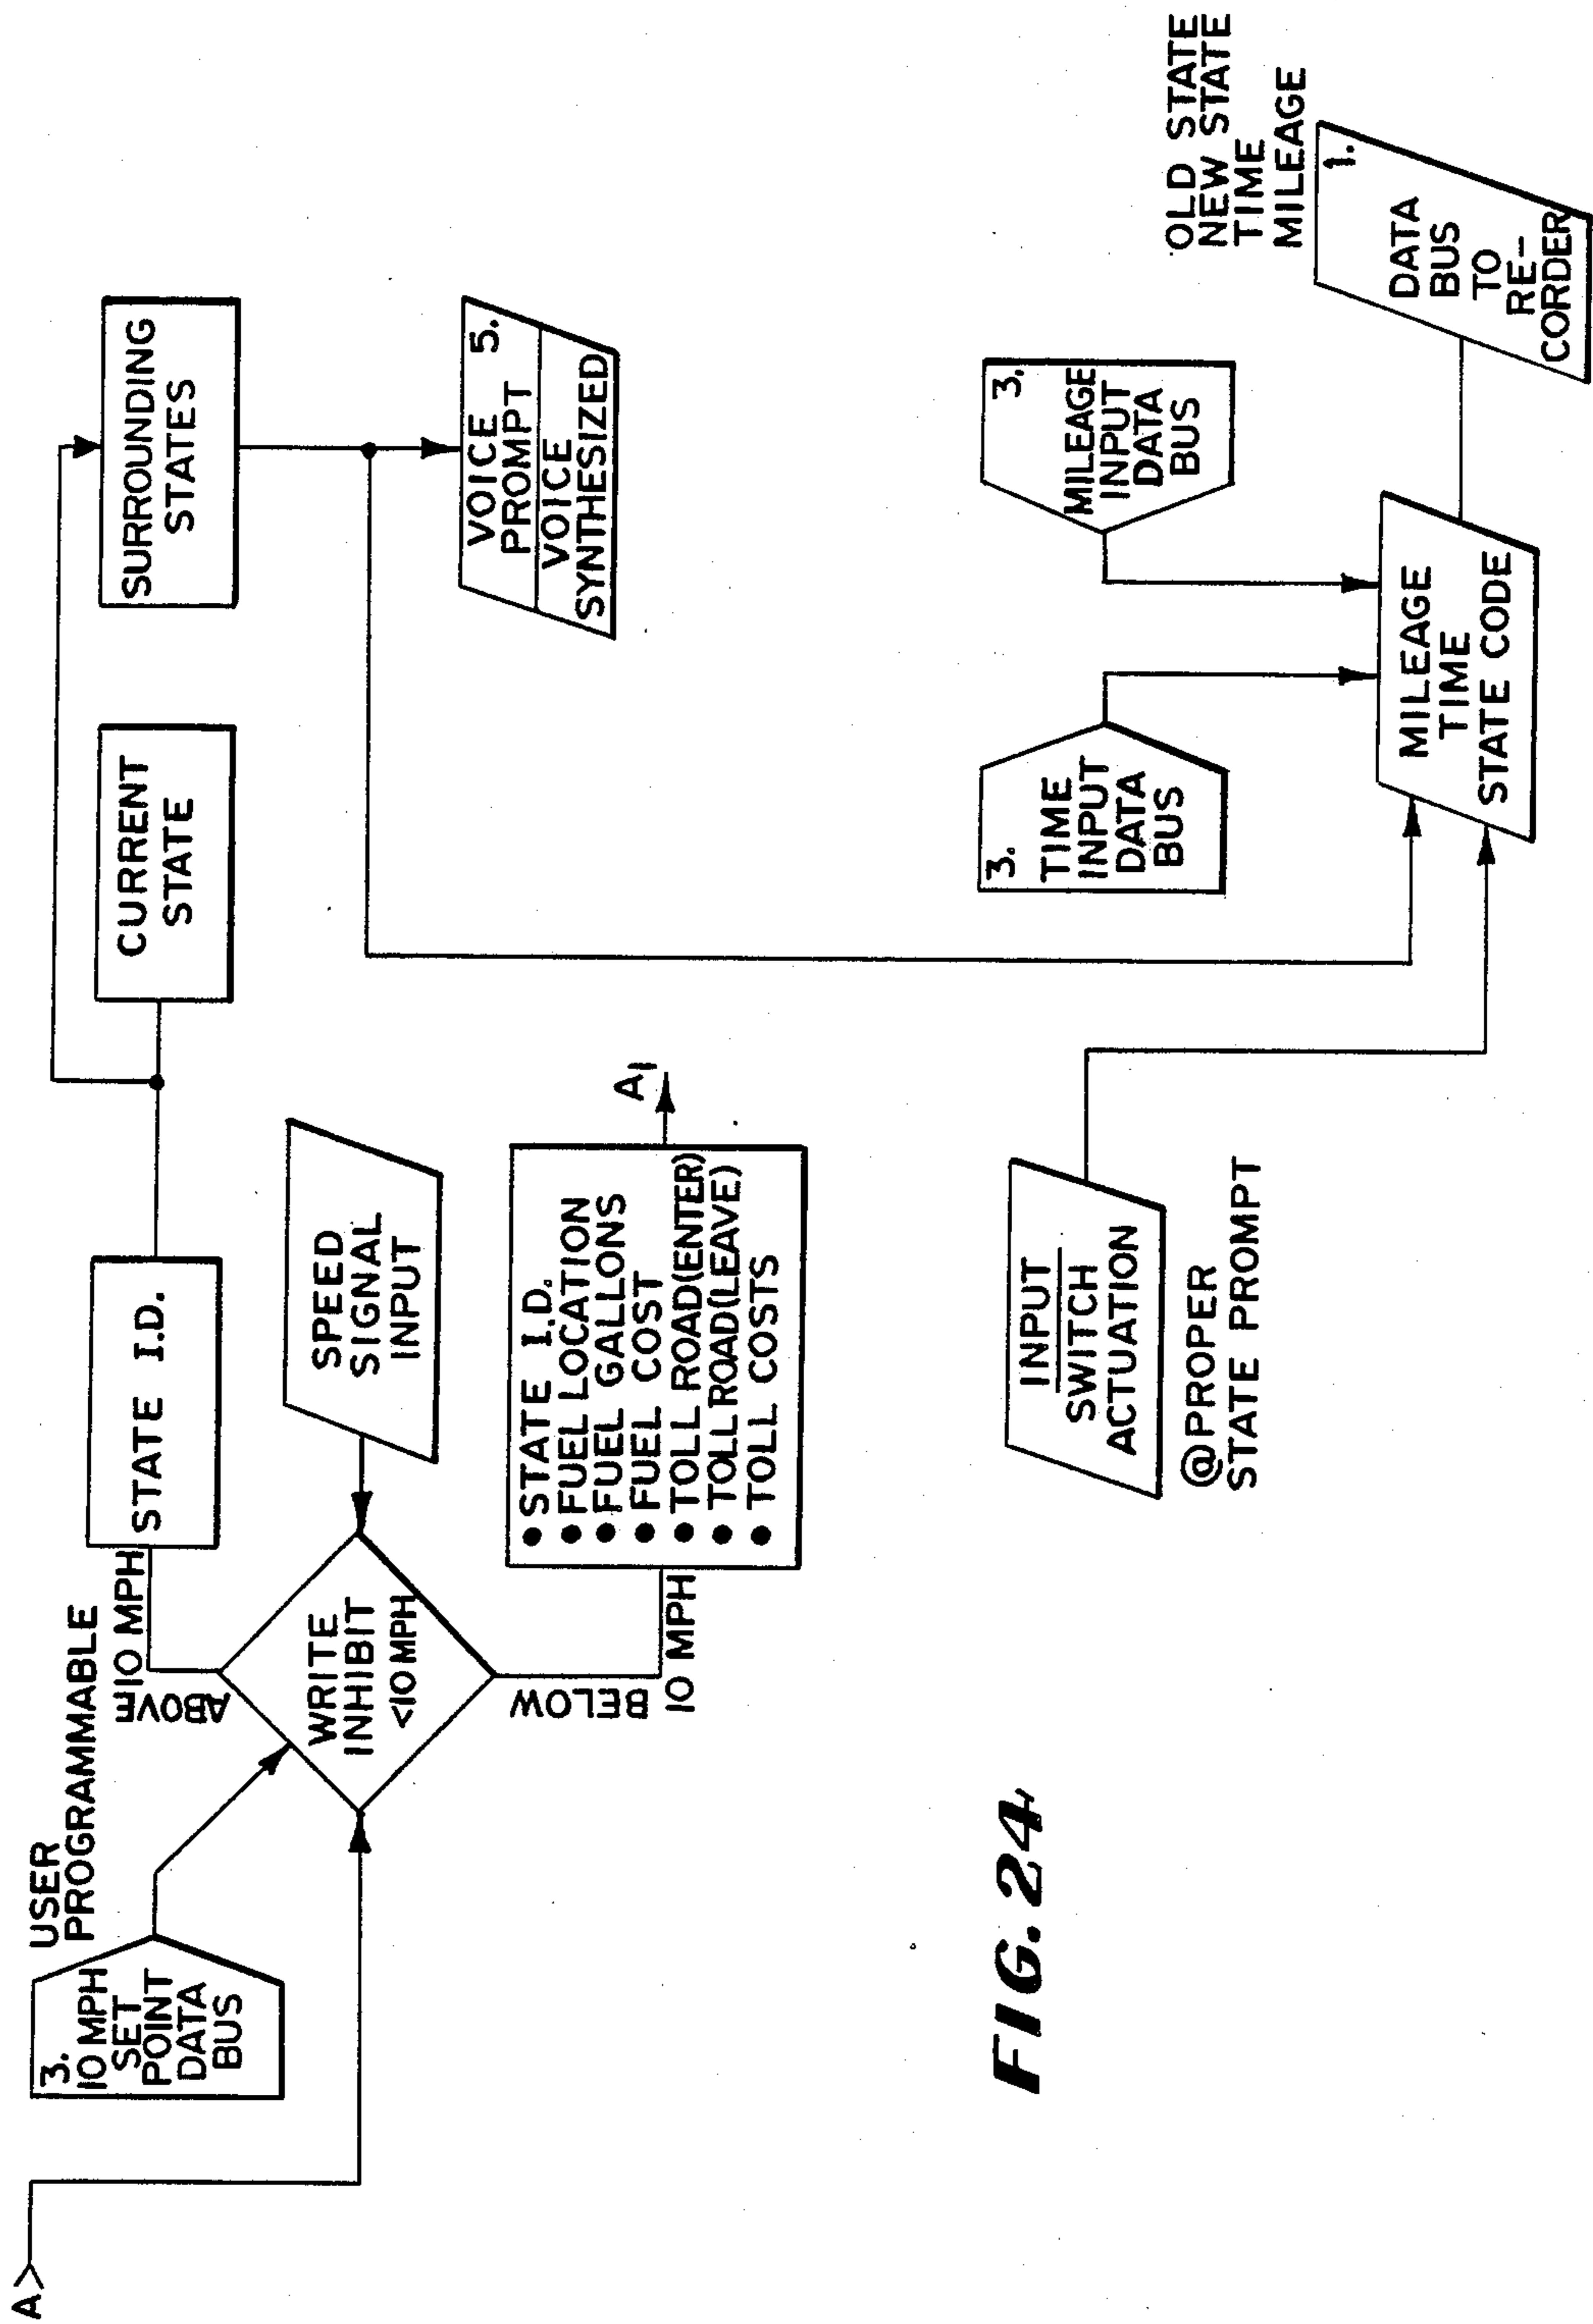 A
3.
10 MPH
SET
POINT
DATA
BUS
USER
PROGRAMMABLE
ABOVE
10 MPH
WRITE
INHIBIT
<10 MPH
BELOW
10 MPH
STATE I.D.
SPEED
SIGNAL
INPUT
● STATE I.D.
● FUEL LOCATION
● FUEL GALLONS
● FUEL COST
● TOLL ROAD(ENTER)
● TOLL ROAD(LEAVE)
● TOLL COSTS
A1
CURRENT
STATE
SURROUNDING
STATES
VOICE 5.
PROMPT
VOICE
SYNTHESIZED
INPUT
SWITCH
ACTUATION
@PROPER
STATE PROMPT
3.
TIME
INPUT
DATA
BUS
3.
MILEAGE
INPUT
DATA
BUS
MILEAGE
TIME
STATE CODE
OLD STATE
NEW STATE
TIME
MILEAGE
1.
DATA
BUS
TO
RE-
CORDER
FIG. 24